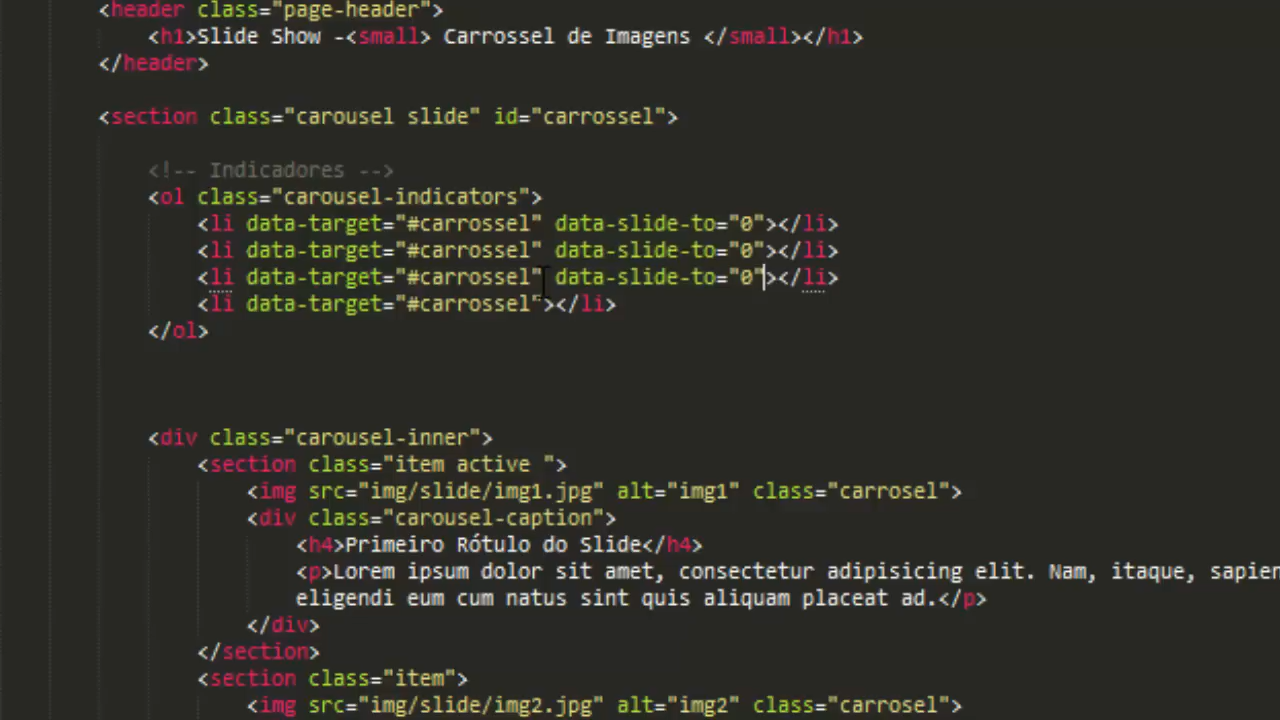 <header class="page-header">
<h1>Slide Show -<small> Carrossel de Imagens </small></h1>
</header>
<section class="carousel slide" id="carrossel">
<!-- Indicadores -->
<ol class="carousel-indicators">
<li data-target="#carrossel" data-slide-to="0"></li>
<li data-target="#carrossel" data-slide-to="0"></li>
<li data-target="#carrossel" data-slide-to="0"></li>
<li data-target="#carrossel"></li>
</ol>
<div class="carousel-inner">
<section class="item active ">
<img src="img/slide/img1.jpg" alt="img1" class="carrosel">
<div class="carousel-caption">
<h4>Primeiro Rótulo do Slide</h4>
<p>Lorem ipsum dolor sit amet, consectetur adipisicing elit. Nam, itaque, sapien
eligendi eum cum natus sint quis aliquam placeat ad.</p>
</div>
</section>
<section class="item">
<img src="img/slide/img2.jpg" alt="img2" class="carrosel">